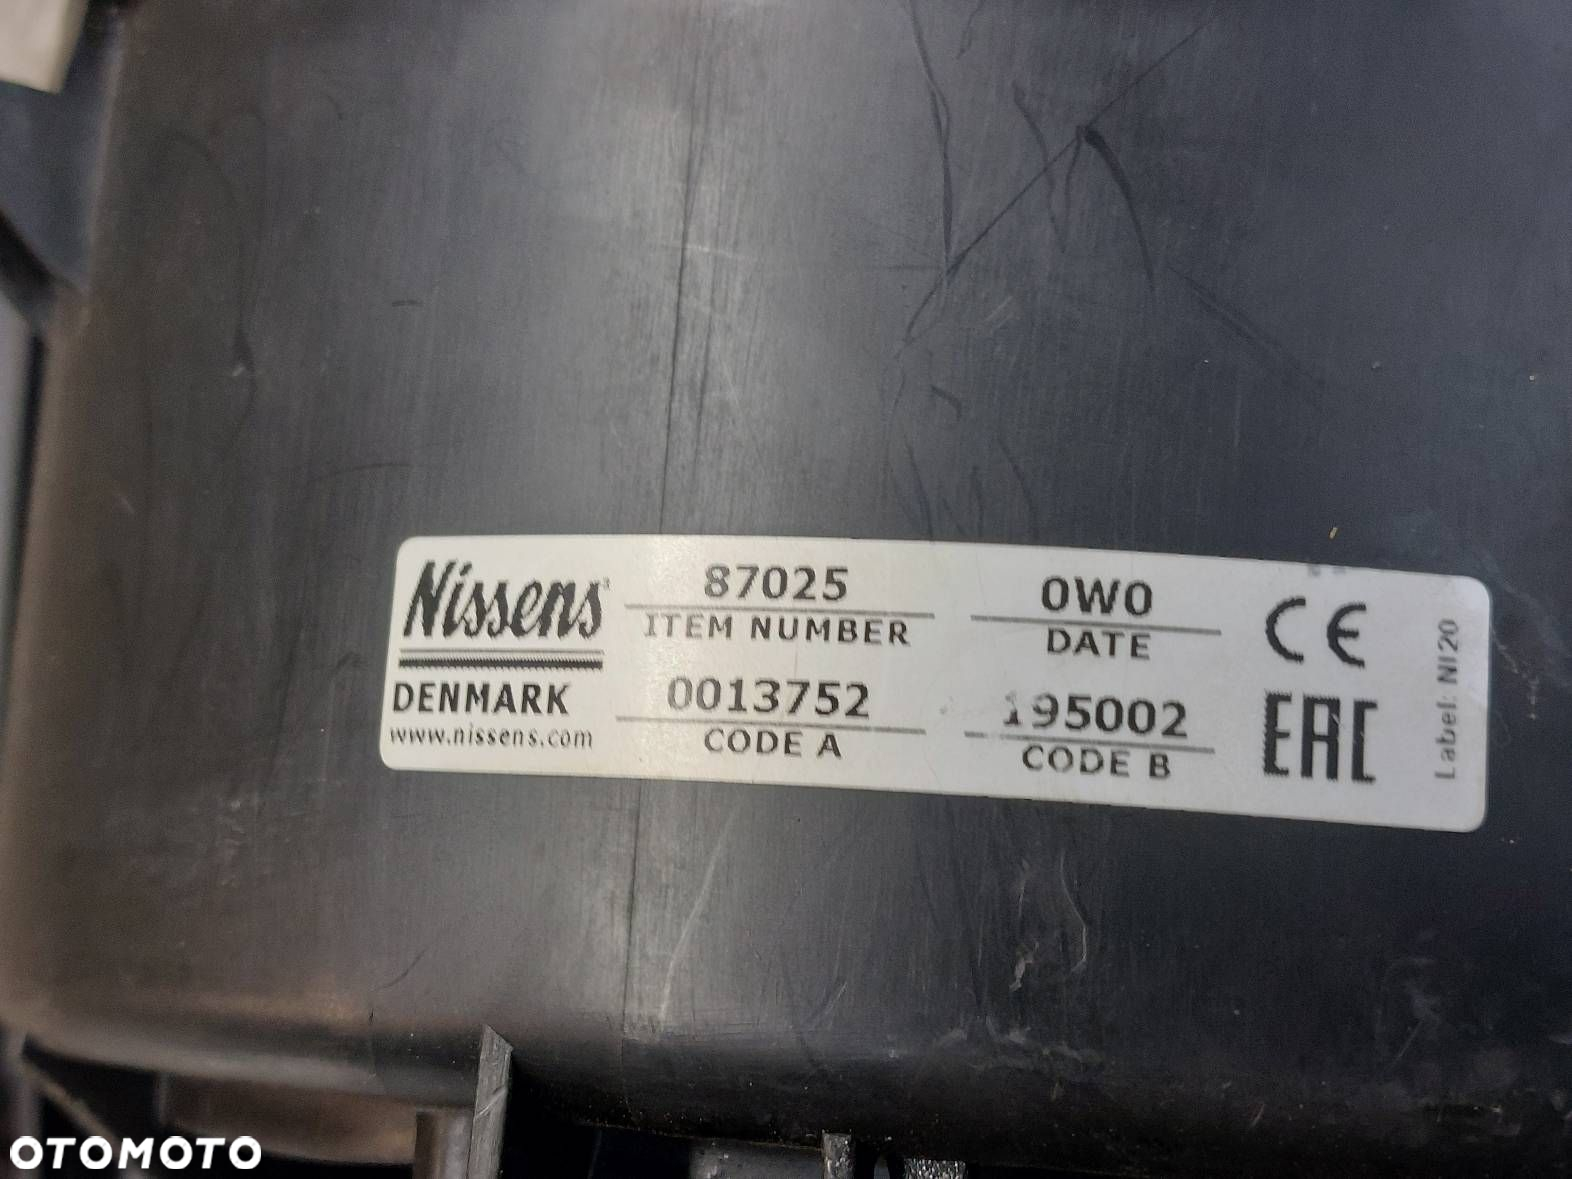 Nissens
DENMARK
www.nissens.com
87025
ITEM NUMBER
0013752
CODE A
0W0
DATE
195002
CODE B
CE
EAC
Label: NI20
OTOMOTO